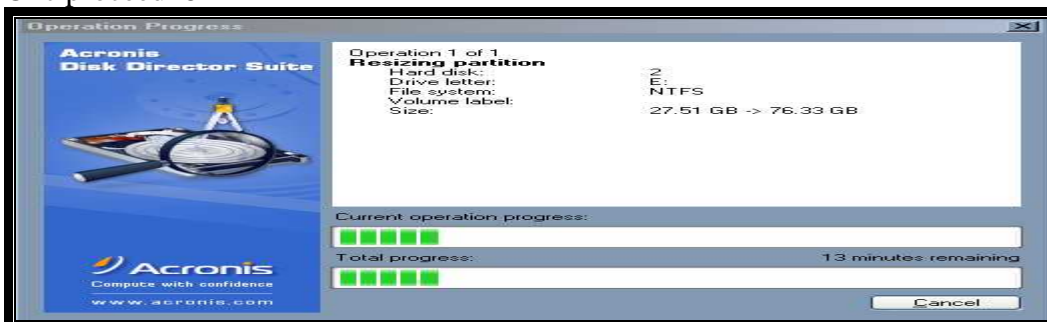 Operation Progress
Acronis
Disk Director Suite
Operation 1 of 1
Resizing partition
Hard disk: 2
Drive letter: E:
File system: NTFS
Volume label:
Size: 27.51 GB -> 76.33 GB
Current operation progress:
Total progress: 13 minutes remaining
Acronis
Compute with confidence
www.acronis.com
Cancel